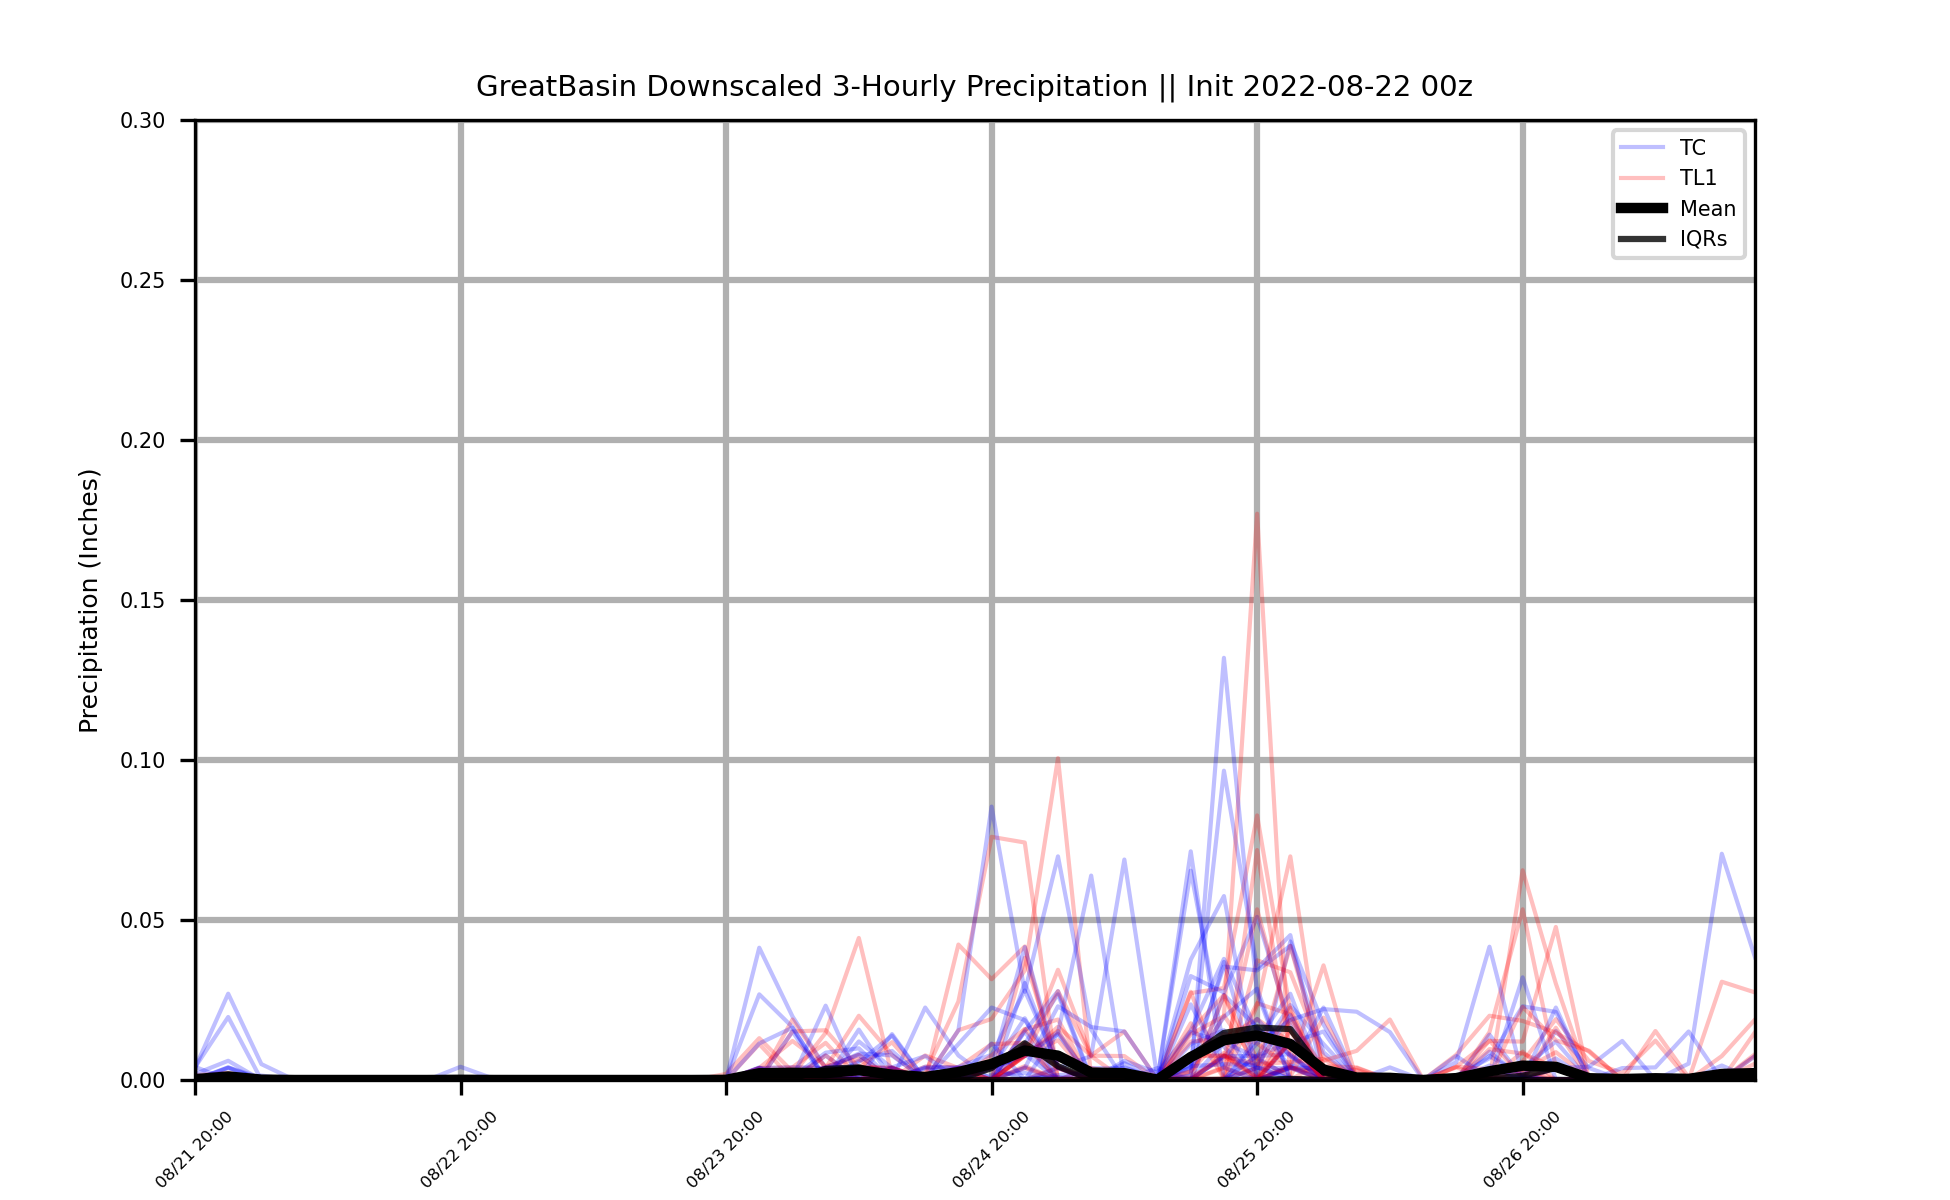 GreatBasin Downscaled 3-Hourly Precipitation || Init 2022-08-22 00z
0.30
0.25
0.20
0.15
0.10
0.05
0.00
Precipitation (Inches)
TC
TL1
Mean
IQRs
08/21 20:00
08/22 20:00
08/23 20:00
08/24 20:00
08/25 20:00
08/26 20:00